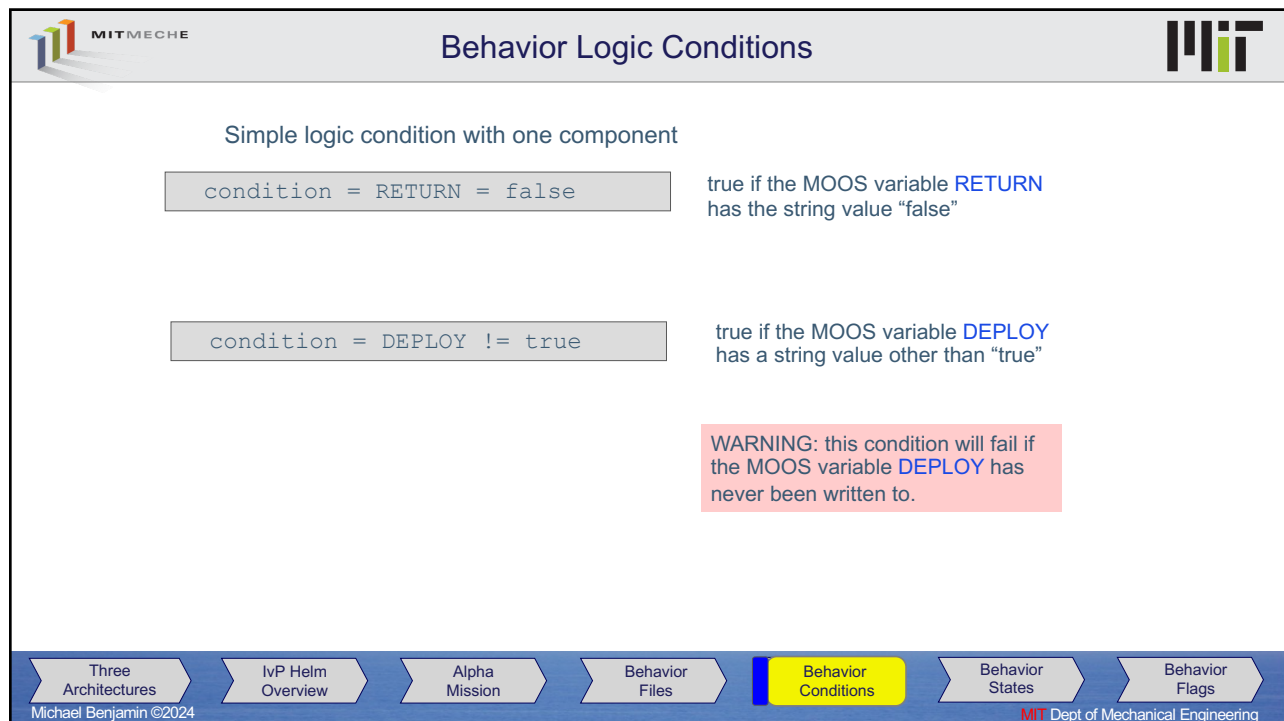 MITMECHE
Behavior Logic Conditions
MIT
Simple logic condition with one component
condition = RETURN = false
true if the MOOS variable RETURN
has the string value “false”
condition = DEPLOY != true
true if the MOOS variable DEPLOY
has a string value other than “true”
WARNING: this condition will fail if
the MOOS variable DEPLOY has
never been written to.
Three
Architectures
IvP Helm
Overview
Alpha
Mission
Behavior
Files
Behavior
Conditions
Behavior
States
Behavior
Flags
Michael Benjamin ©2024
MIT Dept of Mechanical Engineering